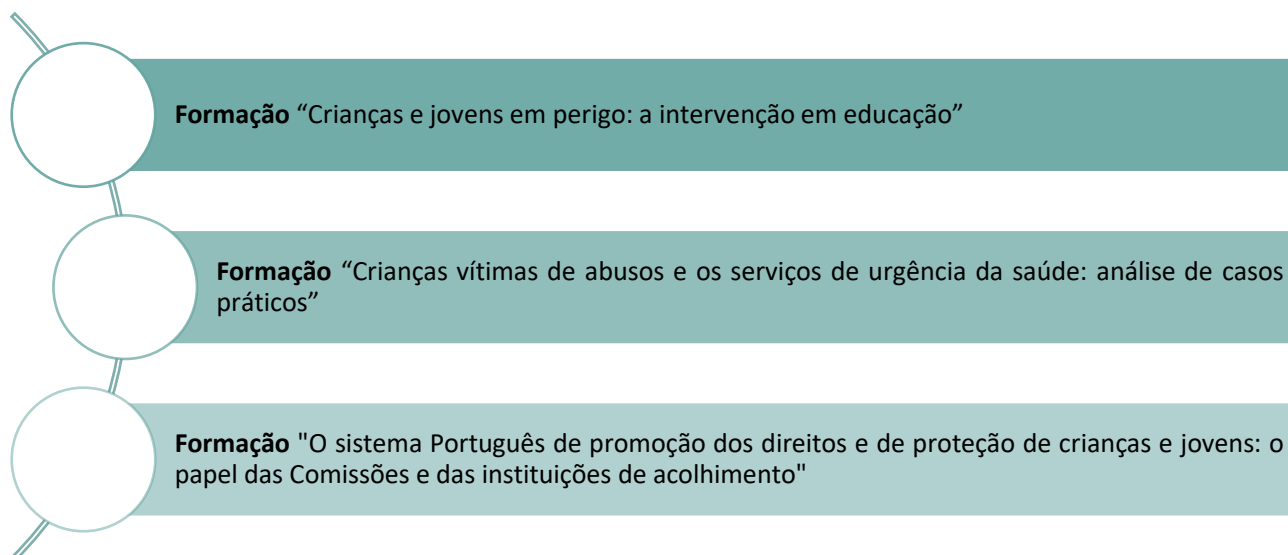 Formação “Crianças e jovens em perigo: a intervenção em educação”
Formação “Crianças vítimas de abusos e os serviços de urgência da saúde: análise de casos
práticos”
Formação "O sistema Português de promoção dos direitos e de proteção de crianças e jovens: o
papel das Comissões e das instituições de acolhimento"